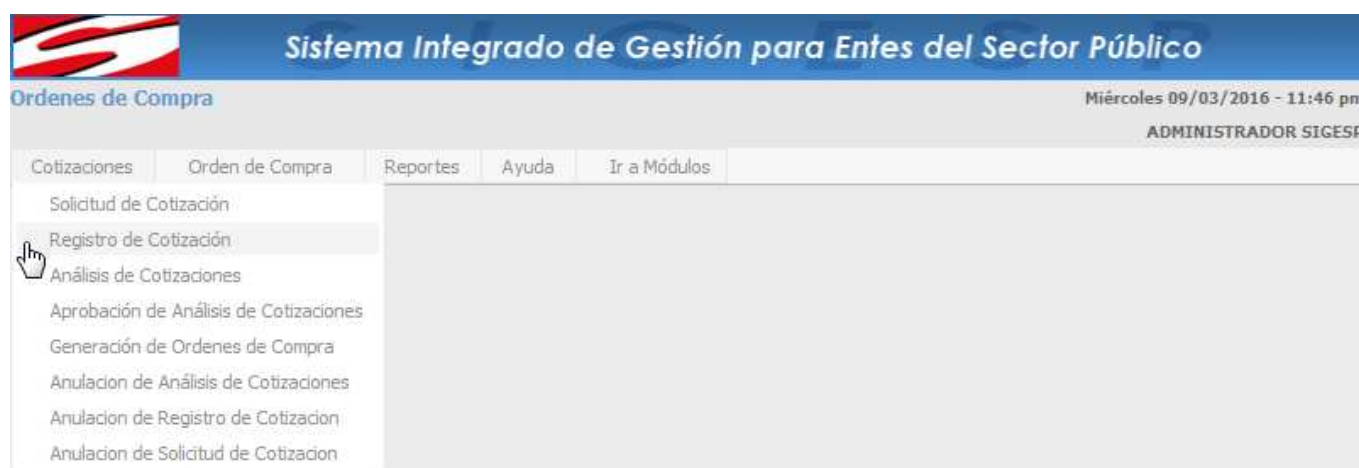 Sistema Integrado de Gestión para Entes del Sector Público
Ordenes de Compra
Miércoles 09/03/2016 - 11:46 pm
ADMINISTRADOR SIGESP
Cotizaciones Orden de Compra Reportes Ayuda Ir a Módulos
Solicitud de Cotización
Registro de Cotización
Análisis de Cotizaciones
Aprobación de Análisis de Cotizaciones
Generación de Ordenes de Compra
Anulacion de Análisis de Cotizaciones
Anulacion de Registro de Cotizacion
Anulacion de Solicitud de Cotizacion